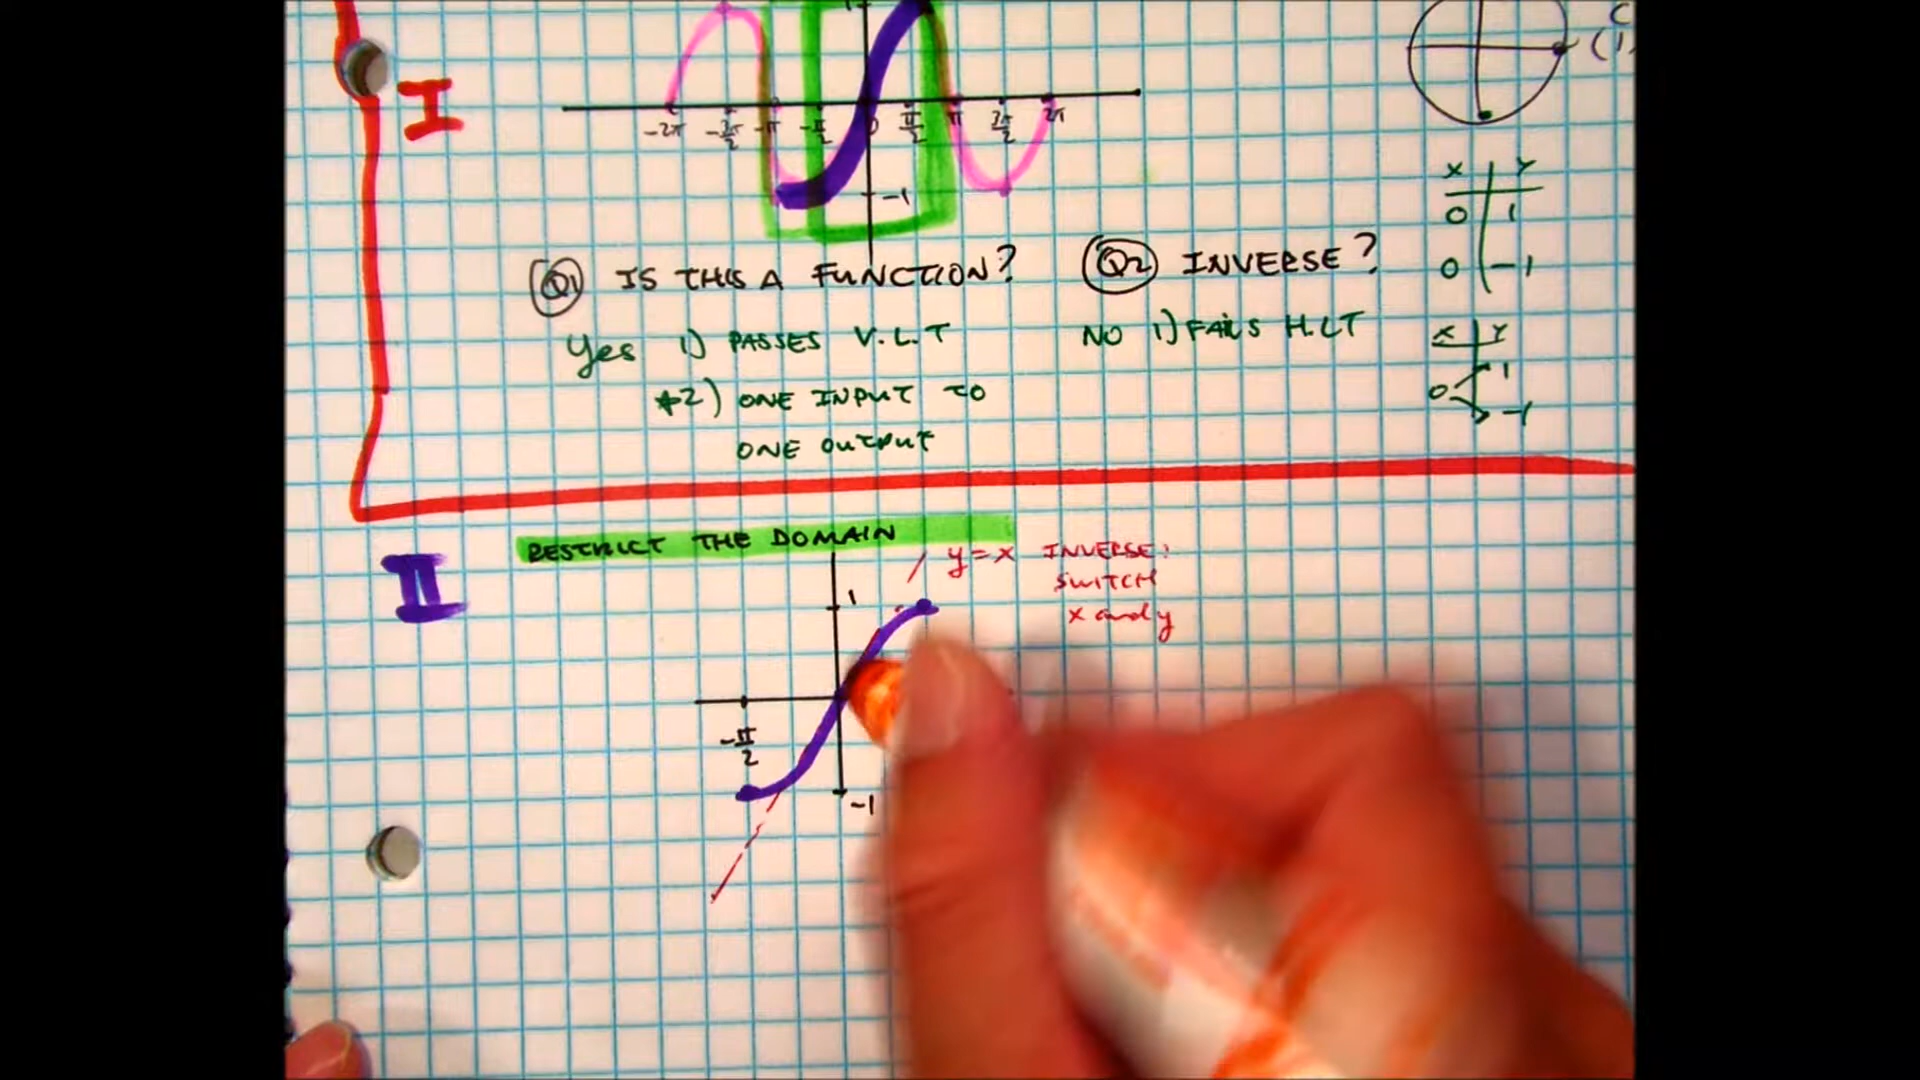 I
1
C
(1,
-2π -3π/2 -π -π/2 0 π/2 π 3π/2 2π
-1
Q1 IS THIS A FUNCTION?
Yes 1) PASSES V.L.T
*2) ONE INPUT TO
ONE OUTPUT
Q2 INVERSE?
NO 1) FAILS H.L.T
X Y
0 1
0 -1
X Y
0 1
-1
II
RESTRICT THE DOMAIN
y=x INVERSE:
SWITCH
x and y
1
-π/2
-1